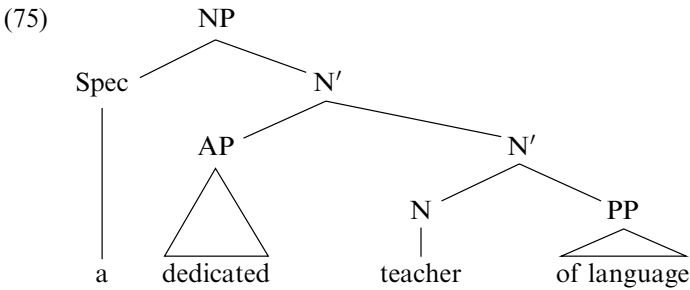 (75) NP
Spec N′
AP N′
N PP
a dedicated teacher of language